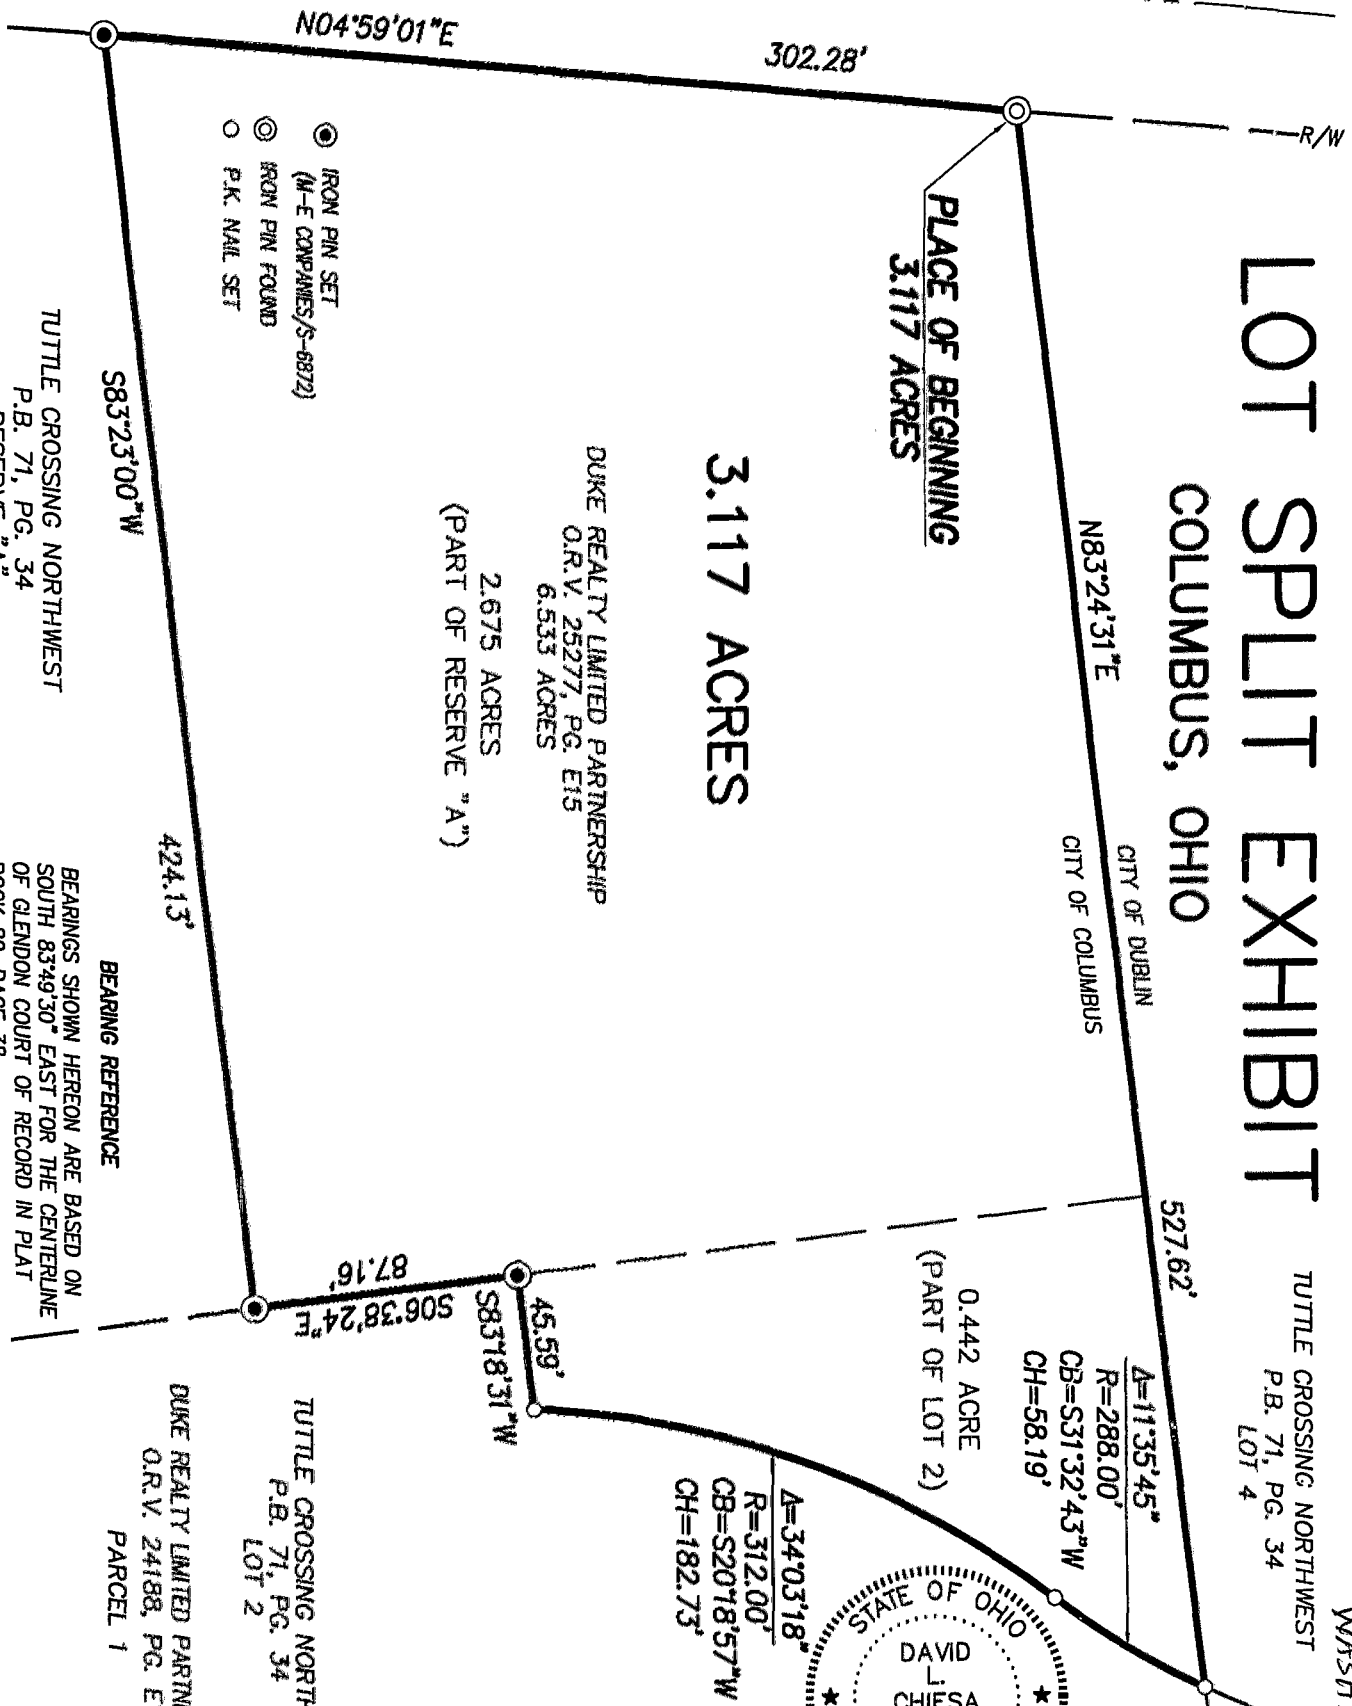 LOT SPLIT EXHIBIT
COLUMBUS, OHIO
R/W
N04°59'01"E
302.28'
PLACE OF BEGINNING
3.117 ACRES
N83°24'31"E
527.62'
CITY OF DUBLIN
CITY OF COLUMBUS
TUTTLE CROSSING NORTHWEST
P.B. 71, PG. 34
LOT 4
Δ=11°35'45"
R=288.00'
CB=S31°32'43"W
CH=58.19'
0.442 ACRE
(PART OF LOT 2)
3.117 ACRES
DUKE REALTY LIMITED PARTNERSHIP
O.R.V. 25277, PG. E15
6.533 ACRES
2.675 ACRES
(PART OF RESERVE "A")
Δ=34°03'18"
R=312.00'
CB=S20°18'57"W
CH=182.73'
STATE OF OHIO
DAVID
L.
CHIESA
45.59'
S83°18'31"W
S06°38'24"E
87.16'
IRON PIN SET
(M-E COMPANIES/S-6872)
IRON PIN FOUND
P.K. NAIL SET
S83°23'00"W
424.13'
TUTTLE CROSSING NORTHWEST
P.B. 71, PG. 34
RESERVE "A"
BEARING REFERENCE
BEARINGS SHOWN HEREON ARE BASED ON
SOUTH 83°49'30" EAST FOR THE CENTERLINE
OF GLENDON COURT OF RECORD IN PLAT
TUTTLE CROSSING NORTH
P.B. 71, PG. 34
LOT 2
DUKE REALTY LIMITED PARTN
O.R.V. 24188, PG. E
PARCEL 1